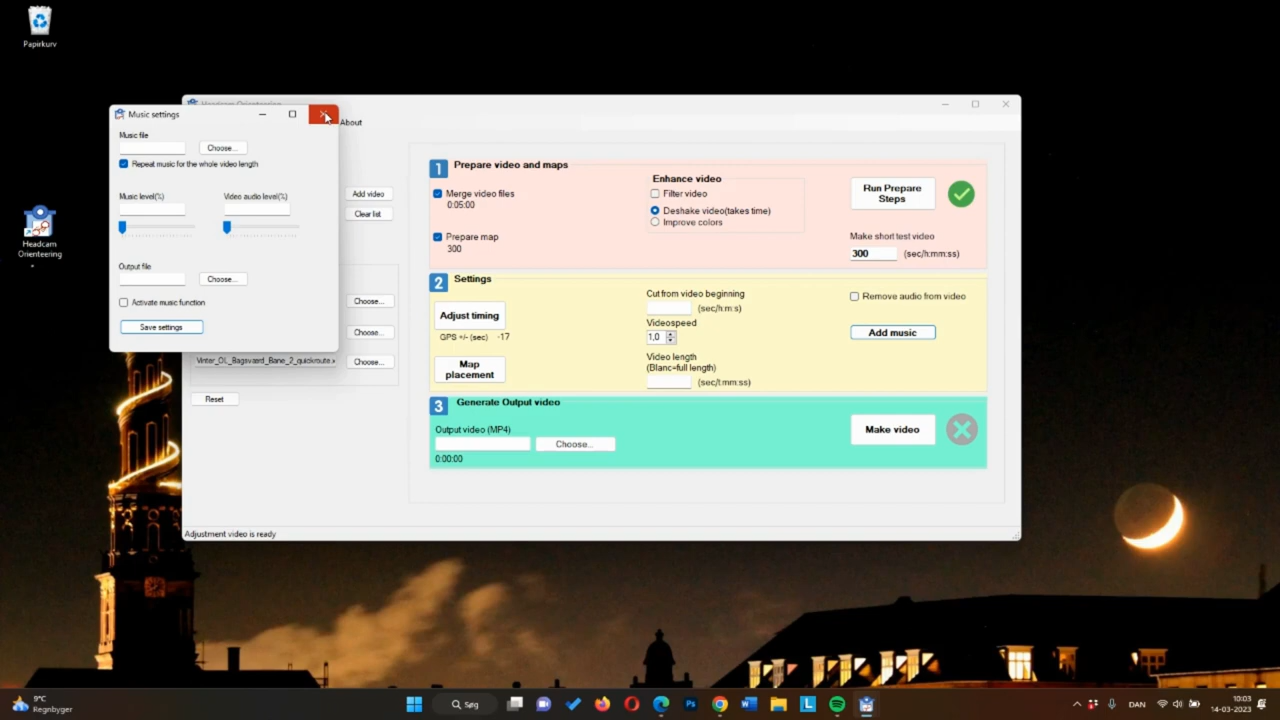 Papirkurv
Headcam
Orienteering
Headcam Orienteering
About
Music settings
Music file
Choose...
Repeat music for the whole video length
Music level(%)
Video audio level(%)
Output file
Choose...
Activate music function
Save settings
Add video
Clear list
Choose...
Choose...
Vinter_OL_Bagsværd_Bane_2_quickroute.x
Choose...
Reset
1
Prepare video and maps
Merge video files
0:05:00
Prepare map
300
Enhance video
Filter video
Deshake video(takes time)
Improve colors
Run Prepare
Steps
Make short test video
300
(sec/h:mm:ss)
2
Settings
Adjust timing
GPS +/- (sec) -17
Map
placement
Cut from video beginning
(sec/h:m:s)
Videospeed
1,0
Video length
(Blanc=full length)
(sec/t:mm:ss)
Remove audio from video
Add music
3
Generate Output video
Output video (MP4)
Choose...
0:00:00
Make video
Adjustment video is ready
9°C
Regnbyger
Søg
DAN
10:03
14-03-2023